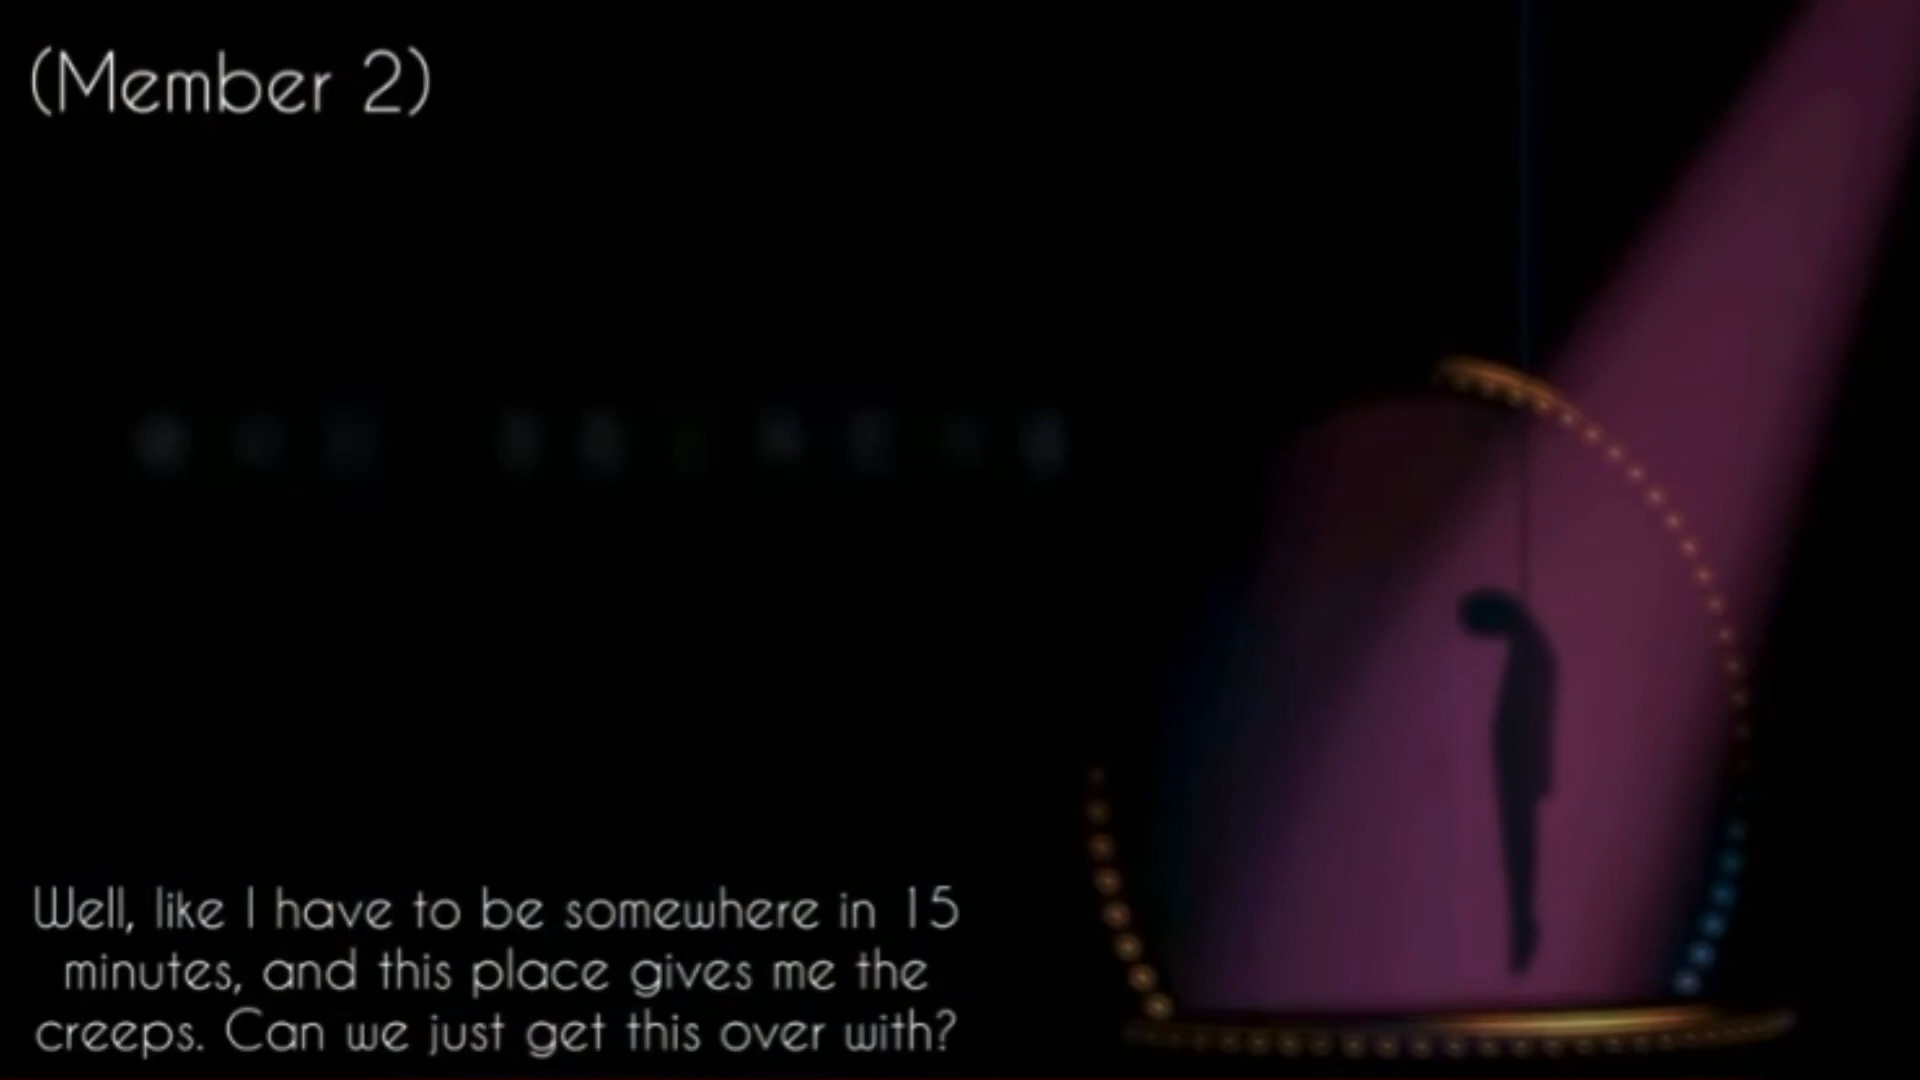 (Member 2)
Well, like I have to be somewhere in 15
minutes, and this place gives me the
creeps. Can we just get this over with?